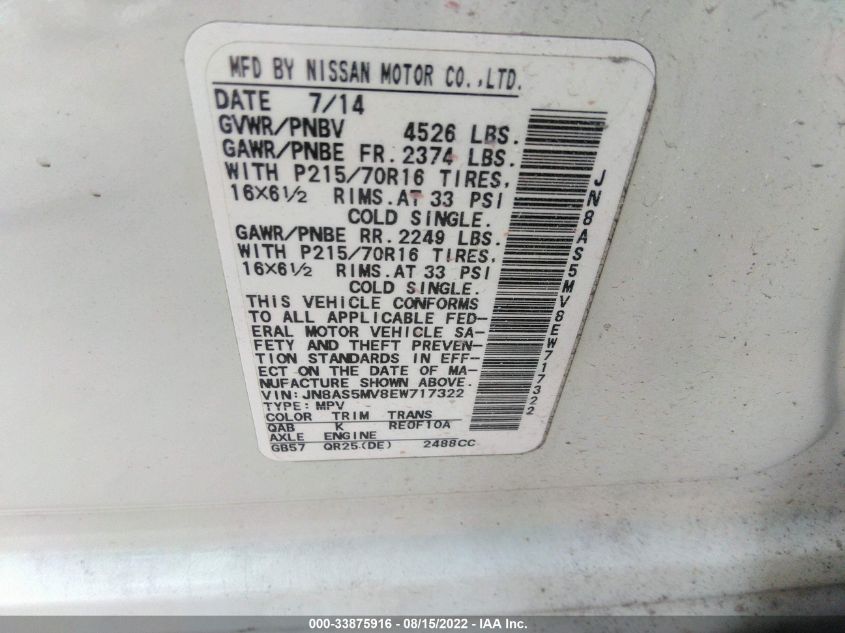 MFD BY NISSAN MOTOR CO.,LTD.
DATE 7/14
GVWR/PNBV 4526 LBS.
GAWR/PNBE FR. 2374 LBS.
WITH P215/70R16 TIRES,
16X6½ RIMS.AT 33 PSI
COLD SINGLE.
GAWR/PNBE RR. 2249 LBS.
WITH P215/70R16 TIRES,
16X6½ RIMS.AT 33 PSI
COLD SINGLE.
THIS VEHICLE CONFORMS
TO ALL APPLICABLE FED-
ERAL MOTOR VEHICLE SA-
FETY AND THEFT PREVEN-
TION STANDARDS IN EFF-
ECT ON THE DATE OF MA-
NUFACTURE SHOWN ABOVE.
VIN: JN8AS5MV8EW717322
TYPE: MPV
COLOR TRIM TRANS
QAB K RE0F10A
AXLE ENGINE
GB57 QR25(DE) 2488CC
JN8AS5MV8EW717322
000-33875916 - 08/15/2022 - IAA Inc.